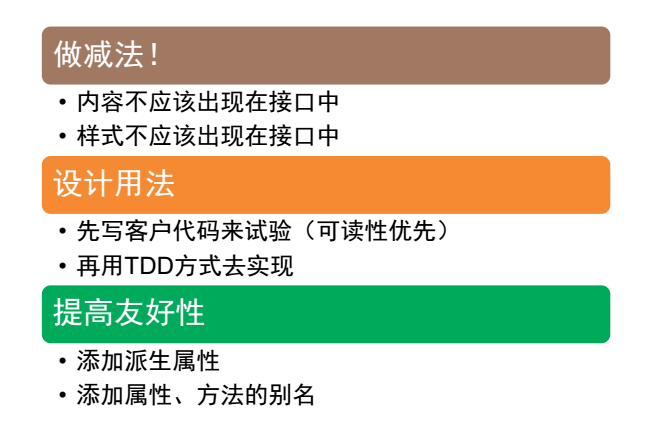 做减法！
• 内容不应该出现在接口中
• 样式不应该出现在接口中
设计用法
• 先写客户代码来试验（可读性优先）
• 再用TDD方式去实现
提高友好性
• 添加派生属性
• 添加属性、方法的别名